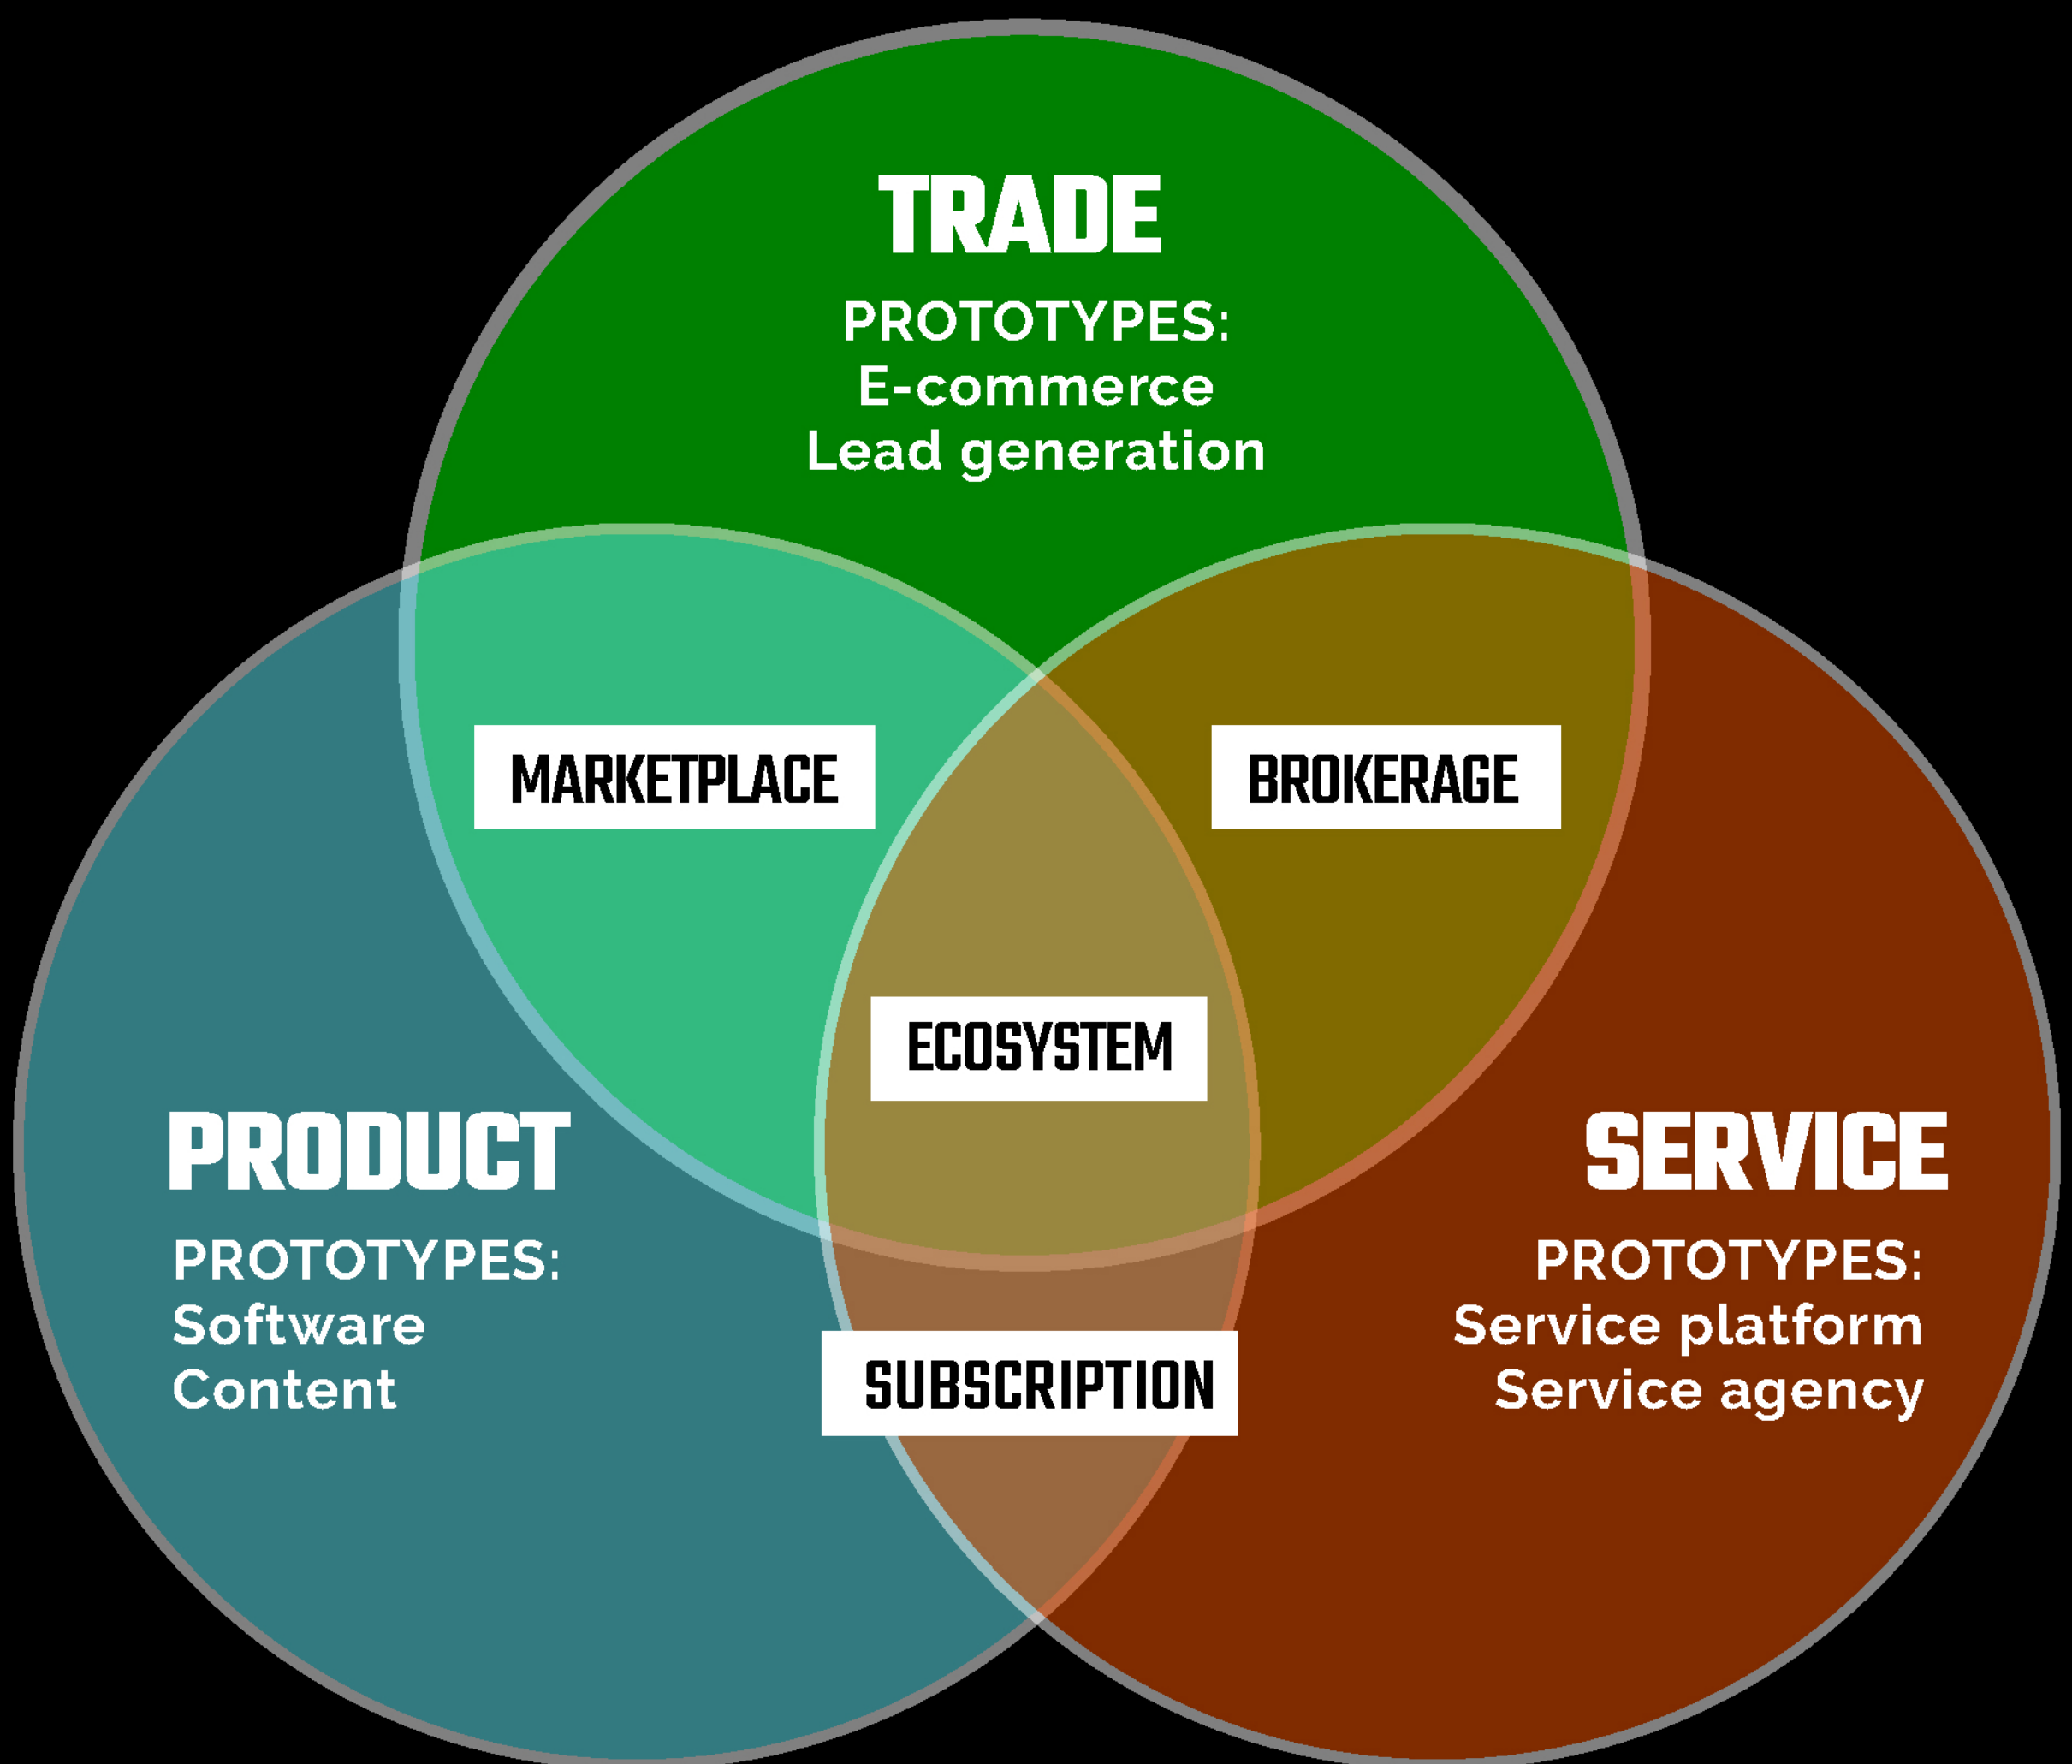 TRADE
PROTOTYPES:
E-commerce
Lead generation
MARKETPLACE
BROKERAGE
ECOSYSTEM
PRODUCT
PROTOTYPES:
Software
Content
SERVICE
PROTOTYPES:
Service platform
Service agency
SUBSCRIPTION